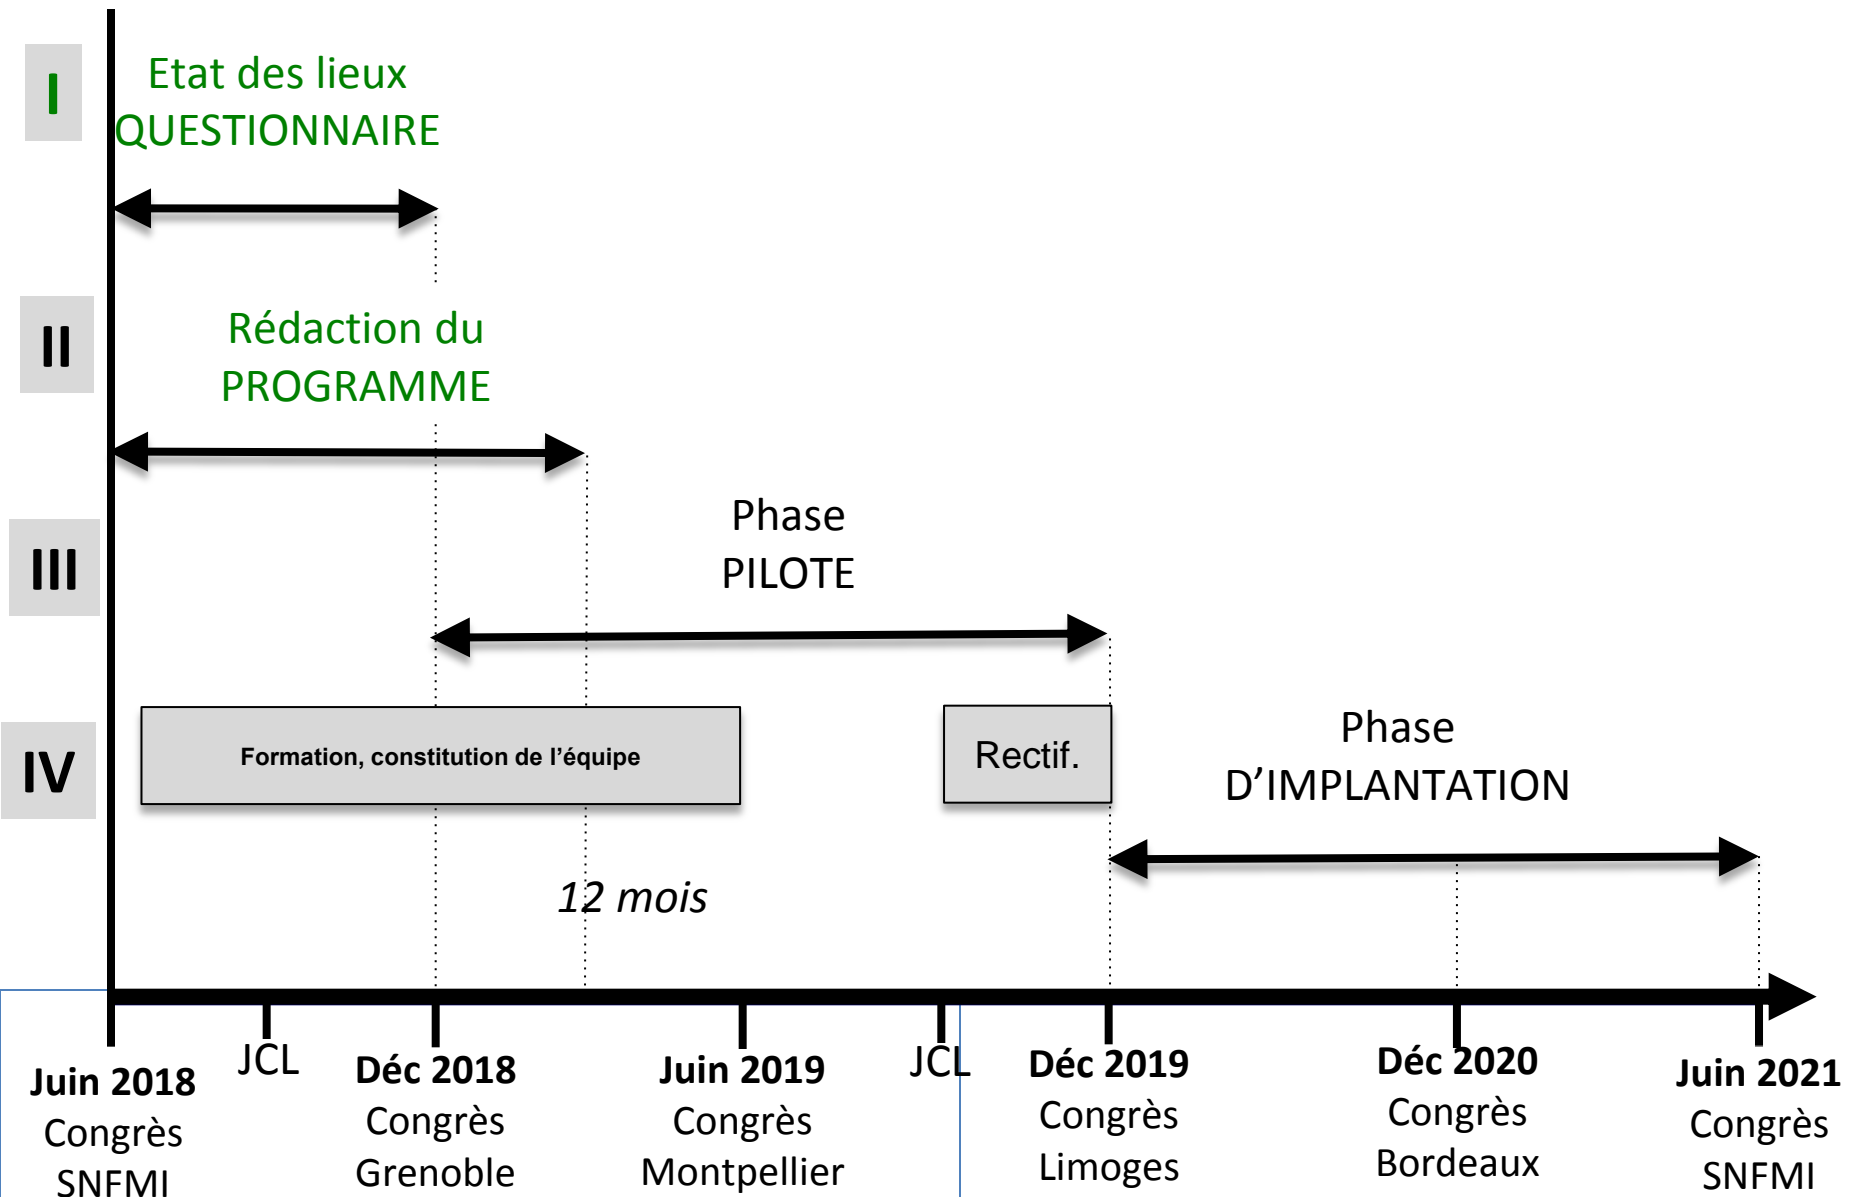 I
Etat des lieux
QUESTIONNAIRE
II
Rédaction du
PROGRAMME
III
Phase
PILOTE
IV
Formation, constitution de l’équipe
Rectif.
Phase
D’IMPLANTATION
12 mois
Juin 2018
Congrès
SNFMI
JCL
Déc 2018
Congrès
Grenoble
Juin 2019
Congrès
Montpellier
JCL
Déc 2019
Congrès
Limoges
Déc 2020
Congrès
Bordeaux
Juin 2021
Congrès
SNFMI